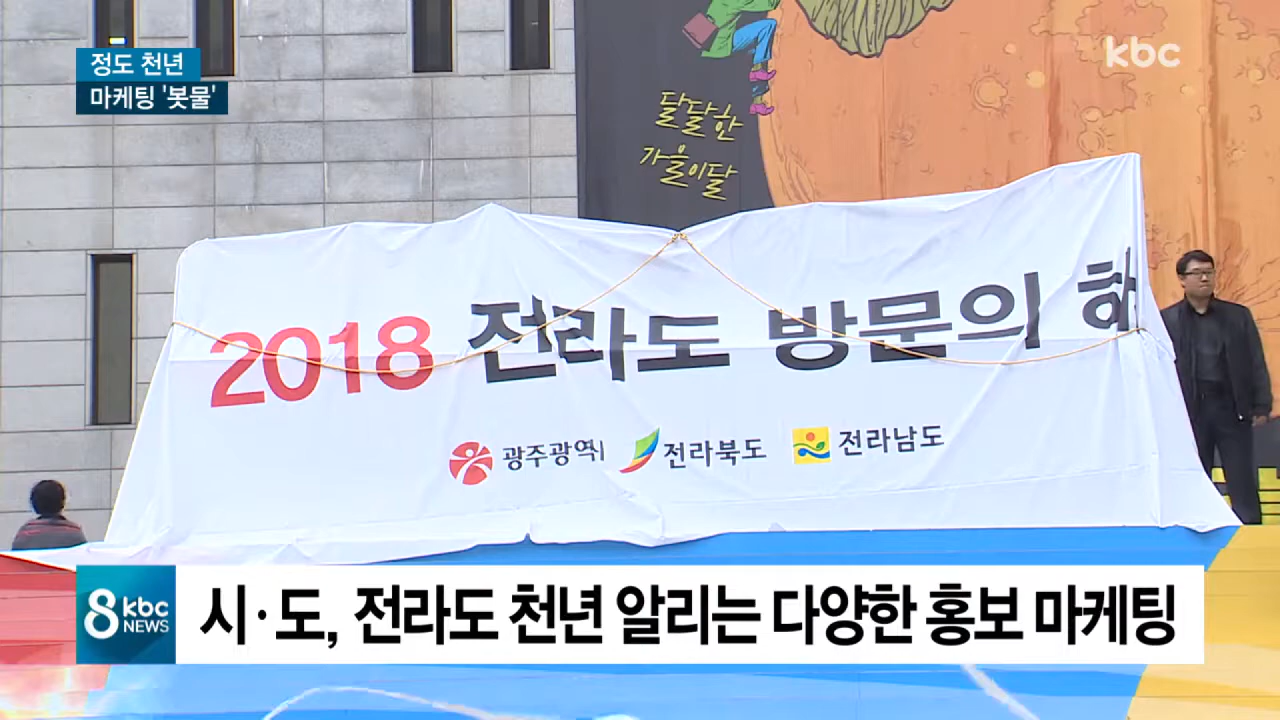 정도 천년
마케팅 '봇물'
kbc
달달한
가을이달
2018 전라도 방문의 해
광주광역시 전라북도 전라남도
8 kbc NEWS
시·도, 전라도 천년 알리는 다양한 홍보 마케팅